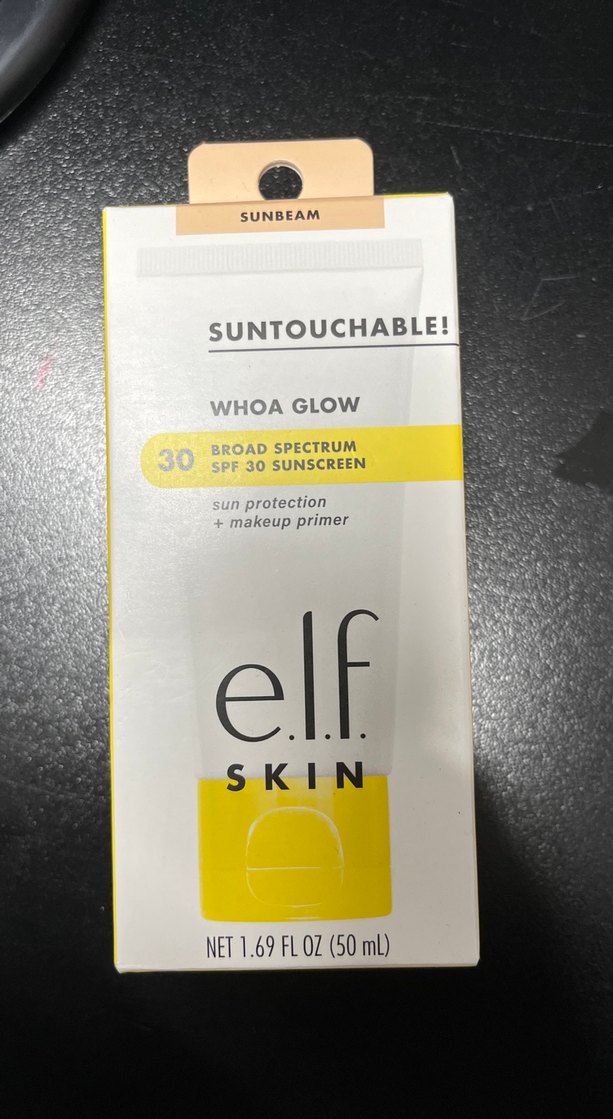 SUNBEAM
SUNTOUCHABLE!
WHOA GLOW
30
BROAD SPECTRUM
SPF 30 SUNSCREEN
sun protection
+ makeup primer
e.l.f.
SKIN
NET 1.69 FL OZ (50 mL)